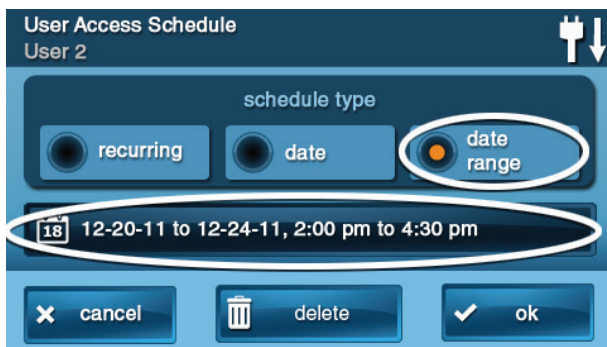 User Access Schedule
User 2
schedule type
recurring
date
date
range
18
12-20-11 to 12-24-11, 2:00 pm to 4:30 pm
cancel
delete
ok